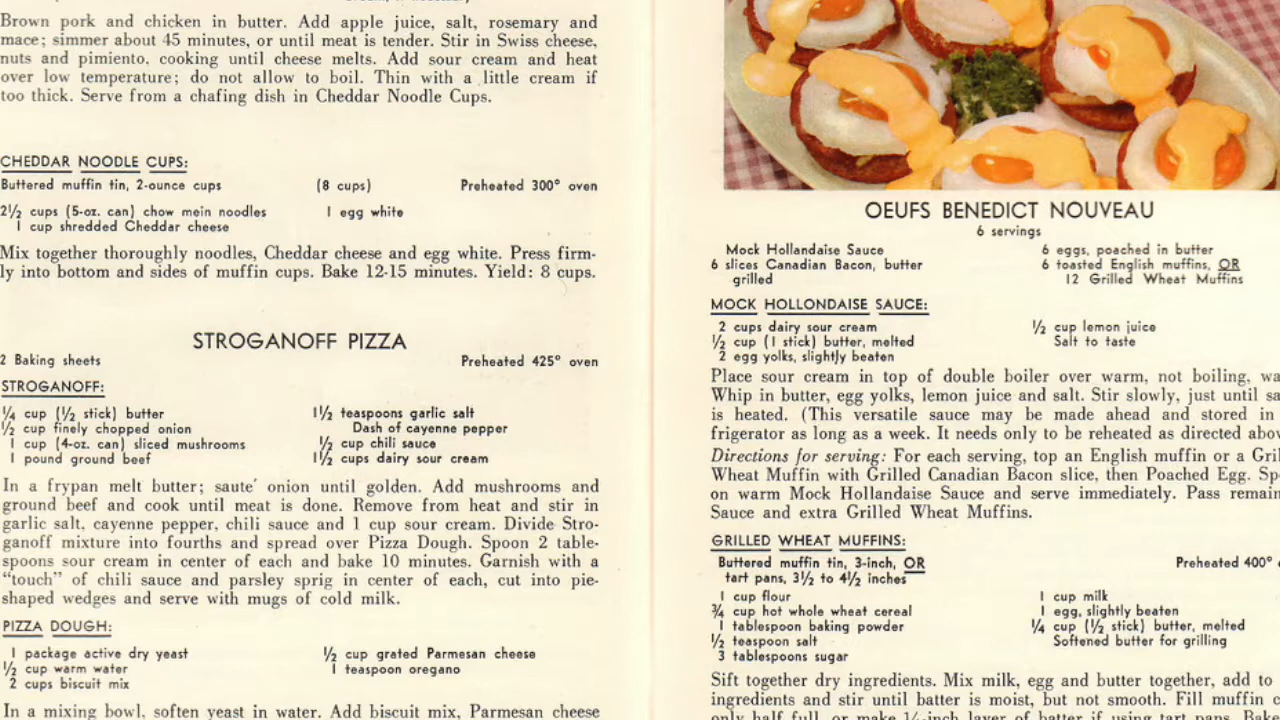 Brown pork and chicken in butter. Add apple juice, salt, rosemary and
mace; simmer about 45 minutes, or until meat is tender. Stir in Swiss cheese,
nuts and pimiento, cooking until cheese melts. Add sour cream and heat
over low temperature; do not allow to boil. Thin with a little cream if
too thick. Serve from a chafing dish in Cheddar Noodle Cups.
CHEDDAR NOODLE CUPS:
Buttered muffin tin, 2-ounce cups (8 cups) Preheated 300° oven
2½ cups (5-oz. can) chow mein noodles 1 egg white
1 cup shredded Cheddar cheese
Mix together thoroughly noodles, Cheddar cheese and egg white. Press firm-
ly into bottom and sides of muffin cups. Bake 12-15 minutes. Yield: 8 cups.
STROGANOFF PIZZA
2 Baking sheets Preheated 425° oven
STROGANOFF:
¼ cup (½ stick) butter 1½ teaspoons garlic salt
½ cup finely chopped onion Dash of cayenne pepper
1 cup (4-oz. can) sliced mushrooms ½ cup chili sauce
1 pound ground beef 1½ cups dairy sour cream
In a frypan melt butter; saute' onion until golden. Add mushrooms and
ground beef and cook until meat is done. Remove from heat and stir in
garlic salt, cayenne pepper, chili sauce and 1 cup sour cream. Divide Stro-
ganoff mixture into fourths and spread over Pizza Dough. Spoon 2 table-
spoons sour cream in center of each and bake 10 minutes. Garnish with a
"touch" of chili sauce and parsley sprig in center of each, cut into pie-
shaped wedges and serve with mugs of cold milk.
PIZZA DOUGH:
1 package active dry yeast ½ cup grated Parmesan cheese
½ cup warm water 1 teaspoon oregano
2 cups biscuit mix
In a mixing bowl, soften yeast in water. Add biscuit mix, Parmesan cheese
OEUFS BENEDICT NOUVEAU
6 servings
Mock Hollandaise Sauce 6 eggs, poached in butter
6 slices Canadian Bacon, butter 6 toasted English muffins, OR
grilled 12 Grilled Wheat Muffins
MOCK HOLLONDAISE SAUCE:
2 cups dairy sour cream ½ cup lemon juice
½ cup (1 stick) butter, melted Salt to taste
2 egg yolks, slightly beaten
Place sour cream in top of double boiler over warm, not boiling, wa
Whip in butter, egg yolks, lemon juice and salt. Stir slowly, just until sa
is heated. (This versatile sauce may be made ahead and stored in
frigerator as long as a week. It needs only to be reheated as directed abov
Directions for serving: For each serving, top an English muffin or a Gril
Wheat Muffin with Grilled Canadian Bacon slice, then Poached Egg. Sp
on warm Mock Hollandaise Sauce and serve immediately. Pass remain
Sauce and extra Grilled Wheat Muffins.
GRILLED WHEAT MUFFINS:
Buttered muffin tin, 3-inch, OR Preheated 400°
tart pans, 3½ to 4½ inches
1 cup flour 1 cup milk
¾ cup hot whole wheat cereal 1 egg, slightly beaten
1 tablespoon baking powder ¼ cup (½ stick) butter, melted
½ teaspoon salt Softened butter for grilling
3 tablespoons sugar
Sift together dry ingredients. Mix milk, egg and butter together, add to
ingredients and stir until batter is moist, but not smooth. Fill muffin c
only half full, or make ¼-inch layer of batter if using tart pans. Bake